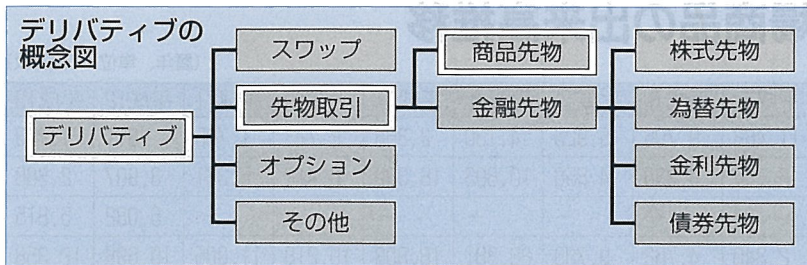 デリバティブの
概念図
デリバティブ
スワップ
先物取引
オプション
その他
商品先物
金融先物
株式先物
為替先物
金利先物
債券先物